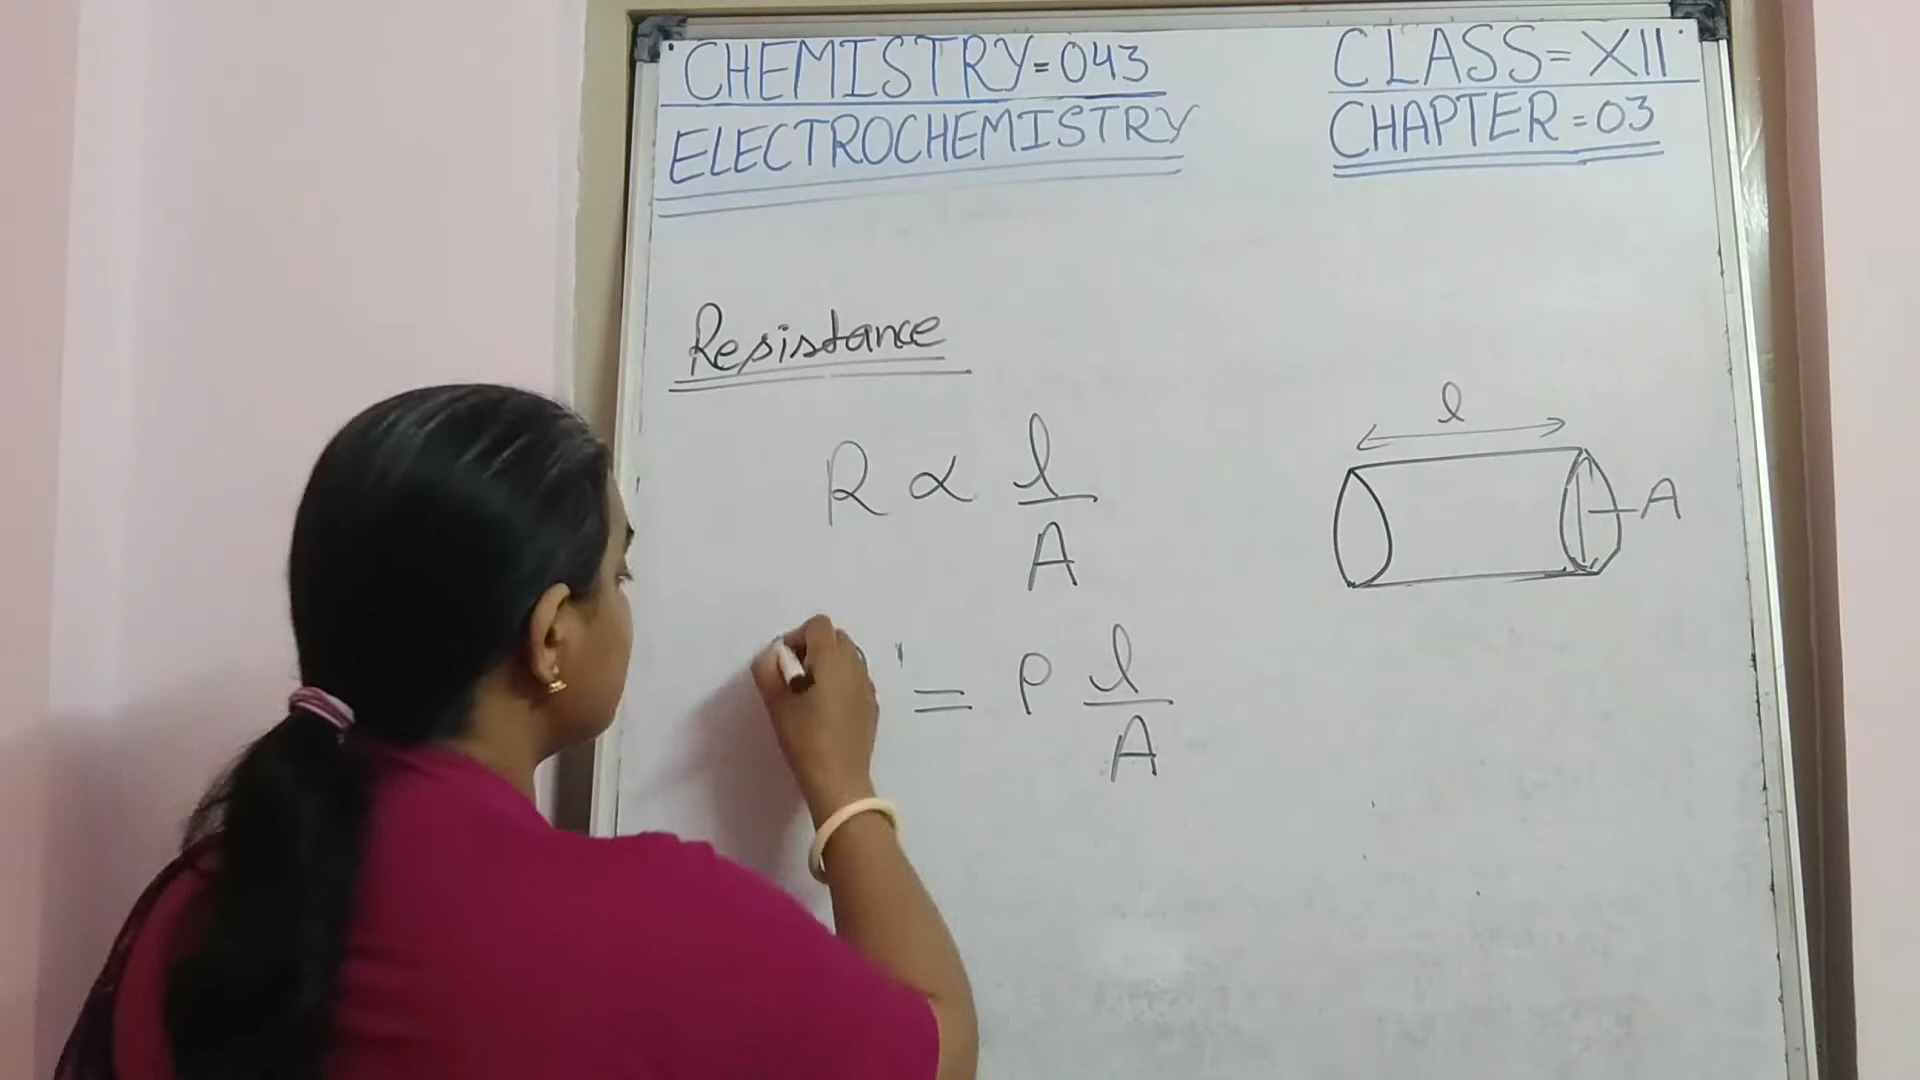 CHEMISTRY=043
ELECTROCHEMISTRY
CLASS=XII
CHAPTER=03
Resistance
R ∝ l/A
l
A
= ρ l/A